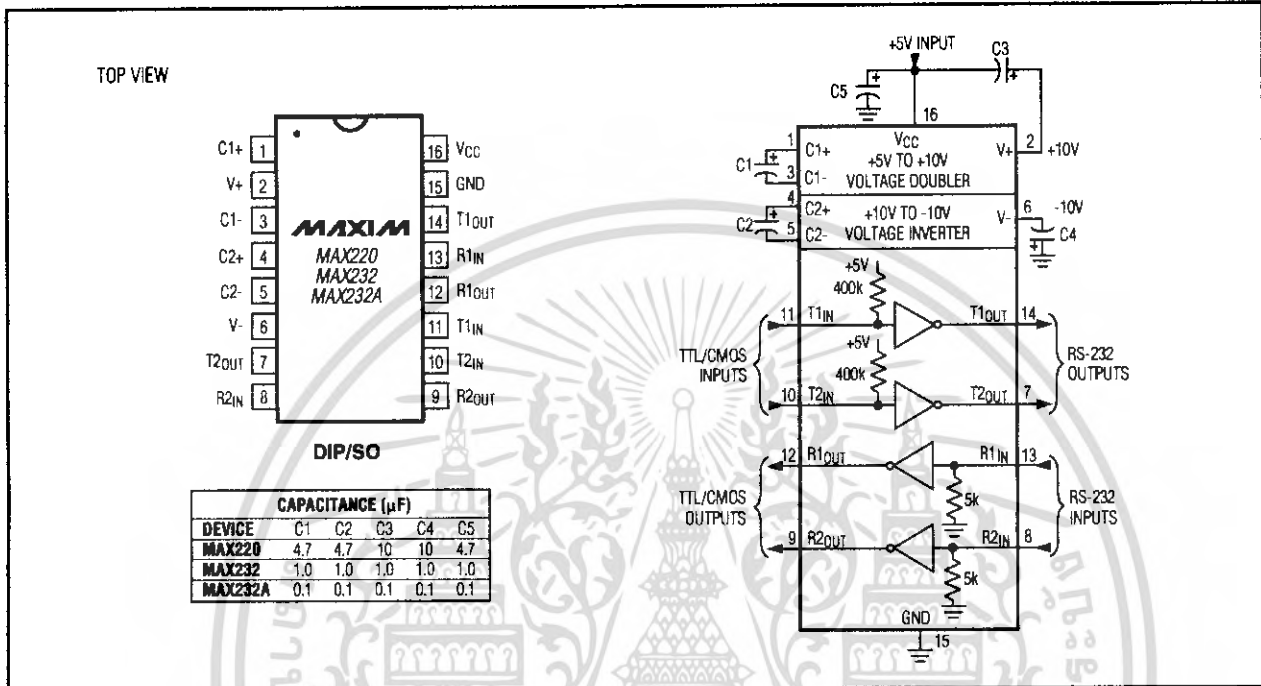 TOP VIEW
C1+ 1
V+ 2
C1- 3
C2+ 4
C2- 5
V- 6
T2OUT 7
R2IN 8
16 VCC
15 GND
14 T1OUT
13 R1IN
12 R1OUT
11 T1IN
10 T2IN
9 R2OUT
MAXIM
MAX220
MAX232
MAX232A
DIP/SO
CAPACITANCE (µF)
DEVICE C1 C2 C3 C4 C5
MAX220 4.7 4.7 10 10 4.7
MAX232 1.0 1.0 1.0 1.0 1.0
MAX232A 0.1 0.1 0.1 0.1 0.1
+5V INPUT
C3
+
C5
+
16
1 C1+
C1 +
3 C1-
VCC
+5V TO +10V
VOLTAGE DOUBLER
V+ 2 +10V
4 C2+
C2 +
5 C2-
+10V TO -10V
VOLTAGE INVERTER
V- 6 -10V
C4
+
+5V
400k
11 T1IN
T1OUT 14
+5V
400k
10 T2IN
T2OUT 7
TTL/CMOS
INPUTS
RS-232
OUTPUTS
12 R1OUT
R1IN 13
5k
9 R2OUT
R2IN 8
5k
TTL/CMOS
OUTPUTS
RS-232
INPUTS
GND
15